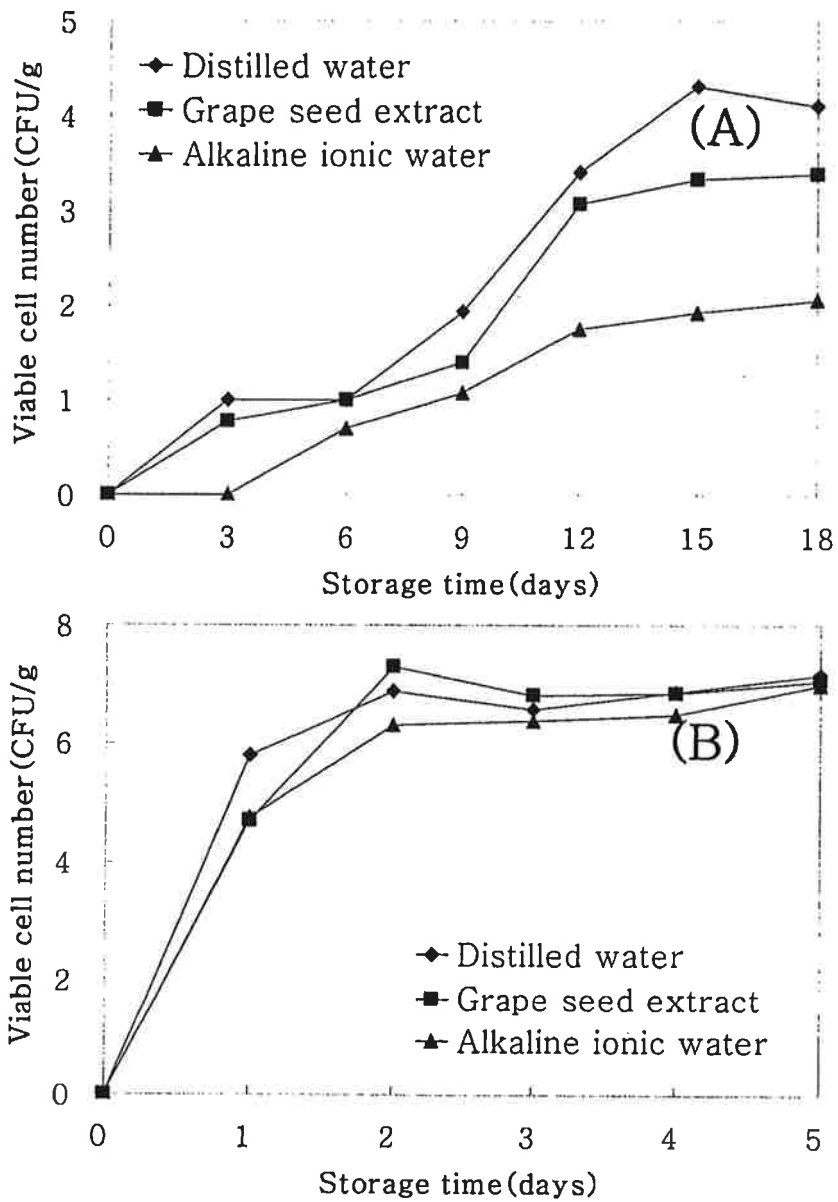 5
4
3
2
1
0
Viable cell number(CFU/g)
Distilled water
Grape seed extract
Alkaline ionic water
(A)
0 3 6 9 12 15 18
Storage time(days)
8
6
4
2
0
Viable cell number(CFU/g)
(B)
Distilled water
Grape seed extract
Alkaline ionic water
0 1 2 3 4 5
Storage time(days)